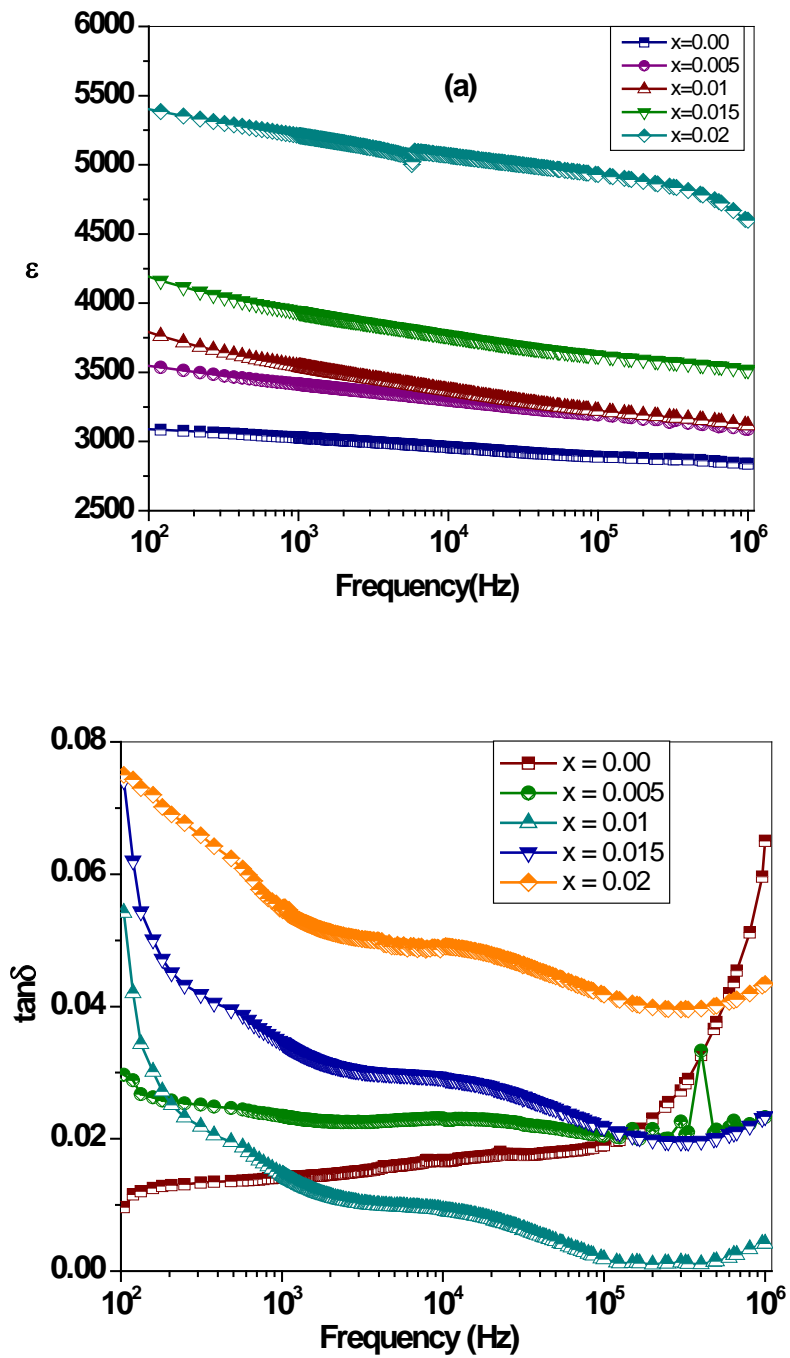 6000
5500
5000
4500
4000
3500
3000
2500
ε
(a)
x=0.00
x=0.005
x=0.01
x=0.015
x=0.02
10² 10³ 10⁴ 10⁵ 10⁶
Frequency(Hz)
0.08
0.06
0.04
0.02
0.00
tanδ
x = 0.00
x = 0.005
x = 0.01
x = 0.015
x = 0.02
10² 10³ 10⁴ 10⁵ 10⁶
Frequency (Hz)